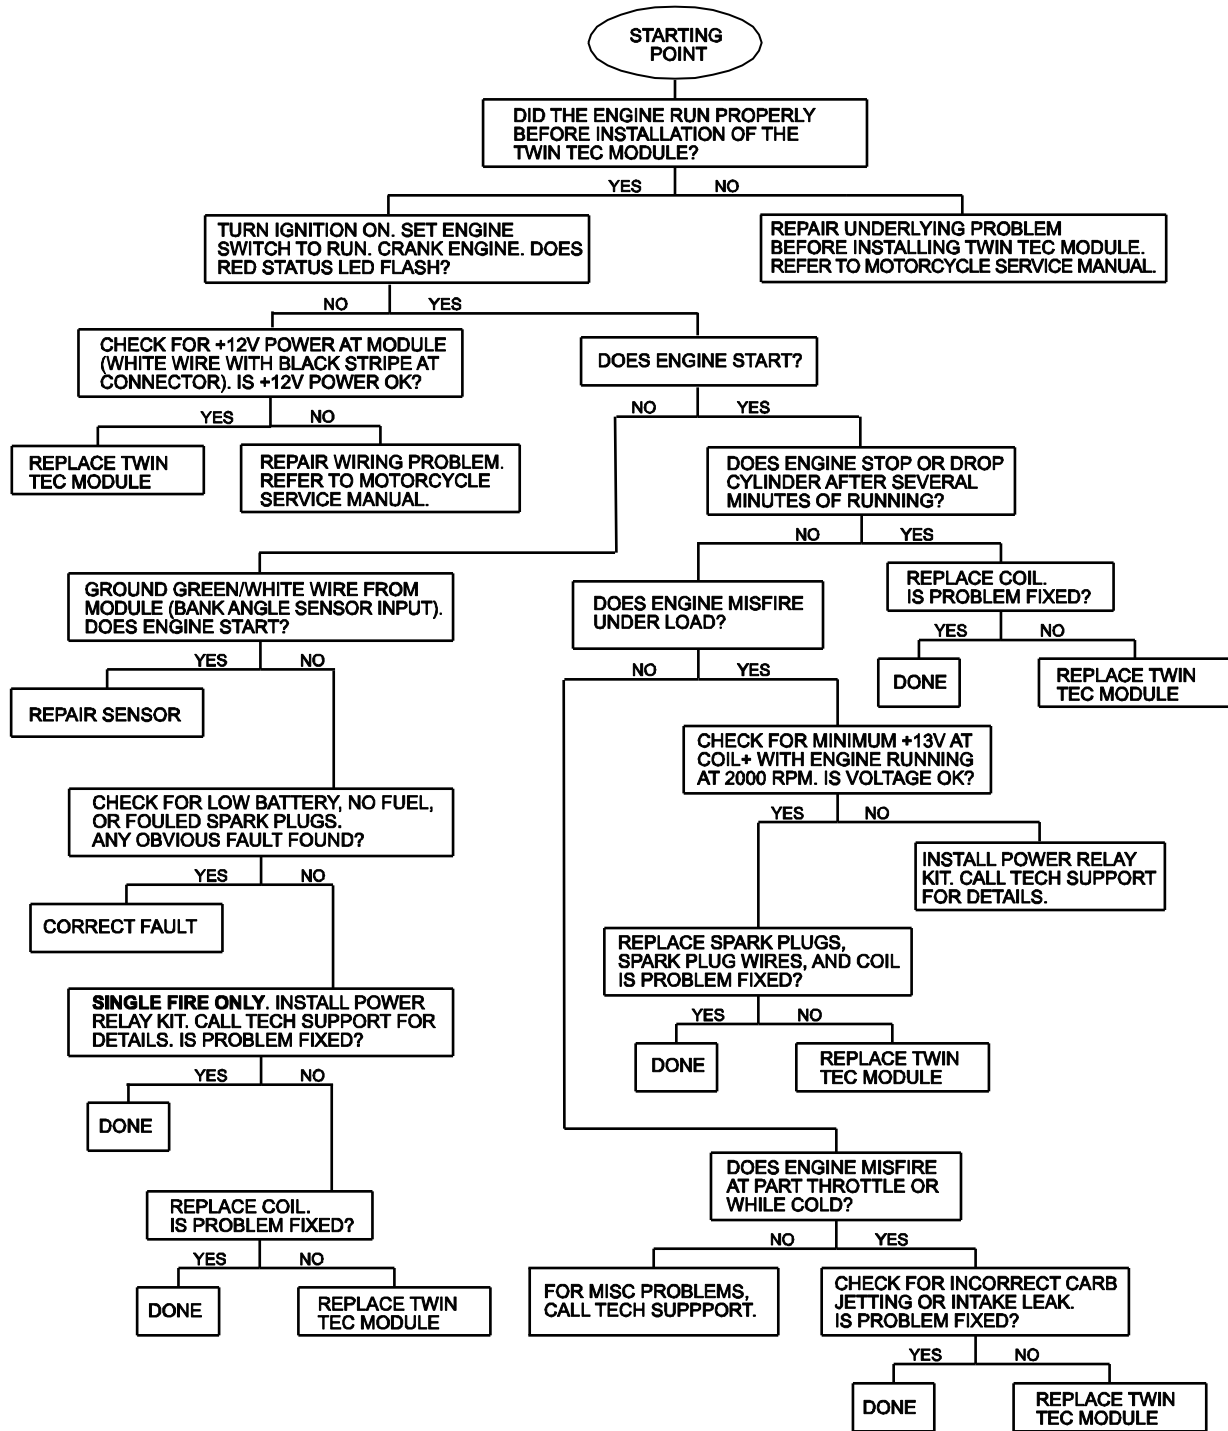 STARTING
POINT
DID THE ENGINE RUN PROPERLY
BEFORE INSTALLATION OF THE
TWIN TEC MODULE?
YES
NO
TURN IGNITION ON. SET ENGINE
SWITCH TO RUN. CRANK ENGINE. DOES
RED STATUS LED FLASH?
REPAIR UNDERLYING PROBLEM
BEFORE INSTALLING TWIN TEC MODULE.
REFER TO MOTORCYCLE SERVICE MANUAL.
NO
YES
CHECK FOR +12V POWER AT MODULE
(WHITE WIRE WITH BLACK STRIPE AT
CONNECTOR). IS +12V POWER OK?
DOES ENGINE START?
YES
NO
NO
YES
REPLACE TWIN
TEC MODULE
REPAIR WIRING PROBLEM.
REFER TO MOTORCYCLE
SERVICE MANUAL.
DOES ENGINE STOP OR DROP
CYLINDER AFTER SEVERAL
MINUTES OF RUNNING?
NO
YES
GROUND GREEN/WHITE WIRE FROM
MODULE (BANK ANGLE SENSOR INPUT).
DOES ENGINE START?
DOES ENGINE MISFIRE
UNDER LOAD?
REPLACE COIL.
IS PROBLEM FIXED?
YES
NO
NO
YES
YES
NO
REPAIR SENSOR
DONE
REPLACE TWIN
TEC MODULE
CHECK FOR MINIMUM +13V AT
COIL+ WITH ENGINE RUNNING
AT 2000 RPM. IS VOLTAGE OK?
CHECK FOR LOW BATTERY, NO FUEL,
OR FOULED SPARK PLUGS.
ANY OBVIOUS FAULT FOUND?
YES
NO
INSTALL POWER RELAY
KIT. CALL TECH SUPPORT
FOR DETAILS.
YES
NO
CORRECT FAULT
REPLACE SPARK PLUGS,
SPARK PLUG WIRES, AND COIL
IS PROBLEM FIXED?
SINGLE FIRE ONLY. INSTALL POWER
RELAY KIT. CALL TECH SUPPORT FOR
DETAILS. IS PROBLEM FIXED?
YES
NO
DONE
REPLACE TWIN
TEC MODULE
YES
NO
DONE
DOES ENGINE MISFIRE
AT PART THROTTLE OR
WHILE COLD?
REPLACE COIL.
IS PROBLEM FIXED?
NO
YES
YES
NO
FOR MISC PROBLEMS,
CALL TECH SUPPPORT.
CHECK FOR INCORRECT CARB
JETTING OR INTAKE LEAK.
IS PROBLEM FIXED?
DONE
REPLACE TWIN
TEC MODULE
YES
NO
DONE
REPLACE TWIN
TEC MODULE